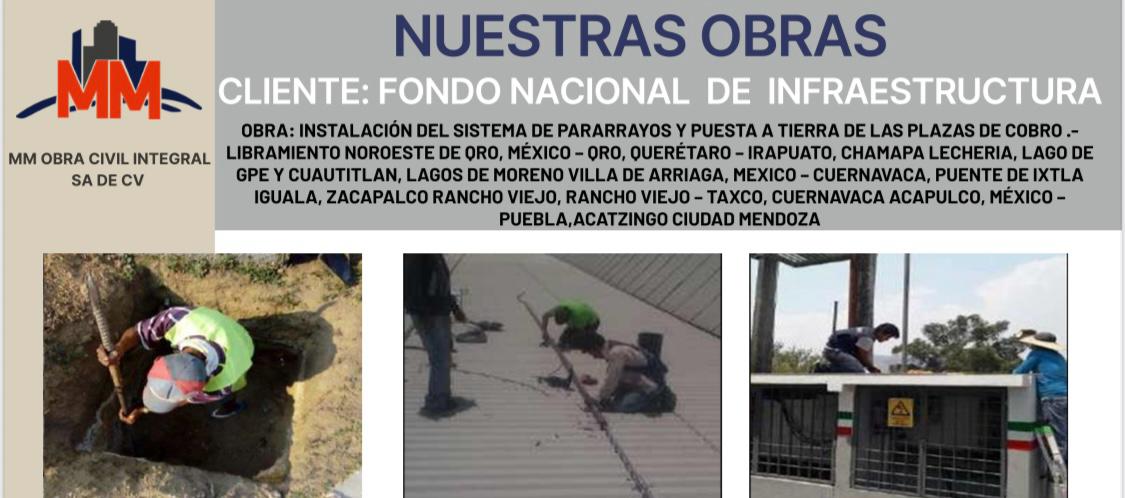 NUESTRAS OBRAS
CLIENTE: FONDO NACIONAL DE INFRAESTRUCTURA
OBRA: INSTALACIÓN DEL SISTEMA DE PARARRAYOS Y PUESTA A TIERRA DE LAS PLAZAS DE COBRO .-
LIBRAMIENTO NOROESTE DE QRO, MÉXICO – QRO, QUERÉTARO – IRAPUATO, CHAMAPA LECHERIA, LAGO DE
GPE Y CUAUTITLAN, LAGOS DE MORENO VILLA DE ARRIAGA, MEXICO – CUERNAVACA, PUENTE DE IXTLA
IGUALA, ZACAPALCO RANCHO VIEJO, RANCHO VIEJO – TAXCO, CUERNAVACA ACAPULCO, MÉXICO –
PUEBLA,ACATZINGO CIUDAD MENDOZA
MM
MM OBRA CIVIL INTEGRAL
SA DE CV